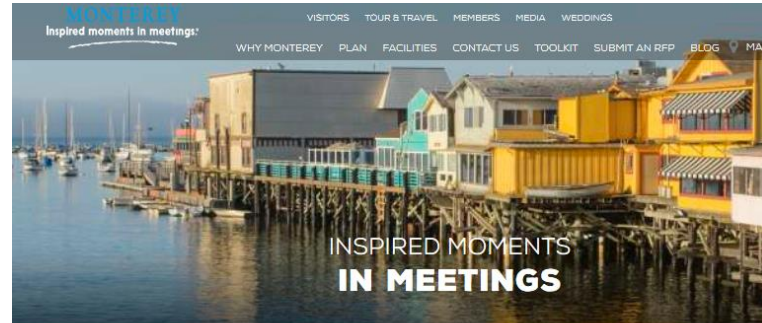 MONTEREY
Inspired moments in meetings.
VISITORS TOUR & TRAVEL MEMBERS MEDIA WEDDINGS
WHY MONTEREY PLAN FACILITIES CONTACT US TOOLKIT SUBMIT AN RFP BLOG MA
INSPIRED MOMENTS
IN MEETINGS